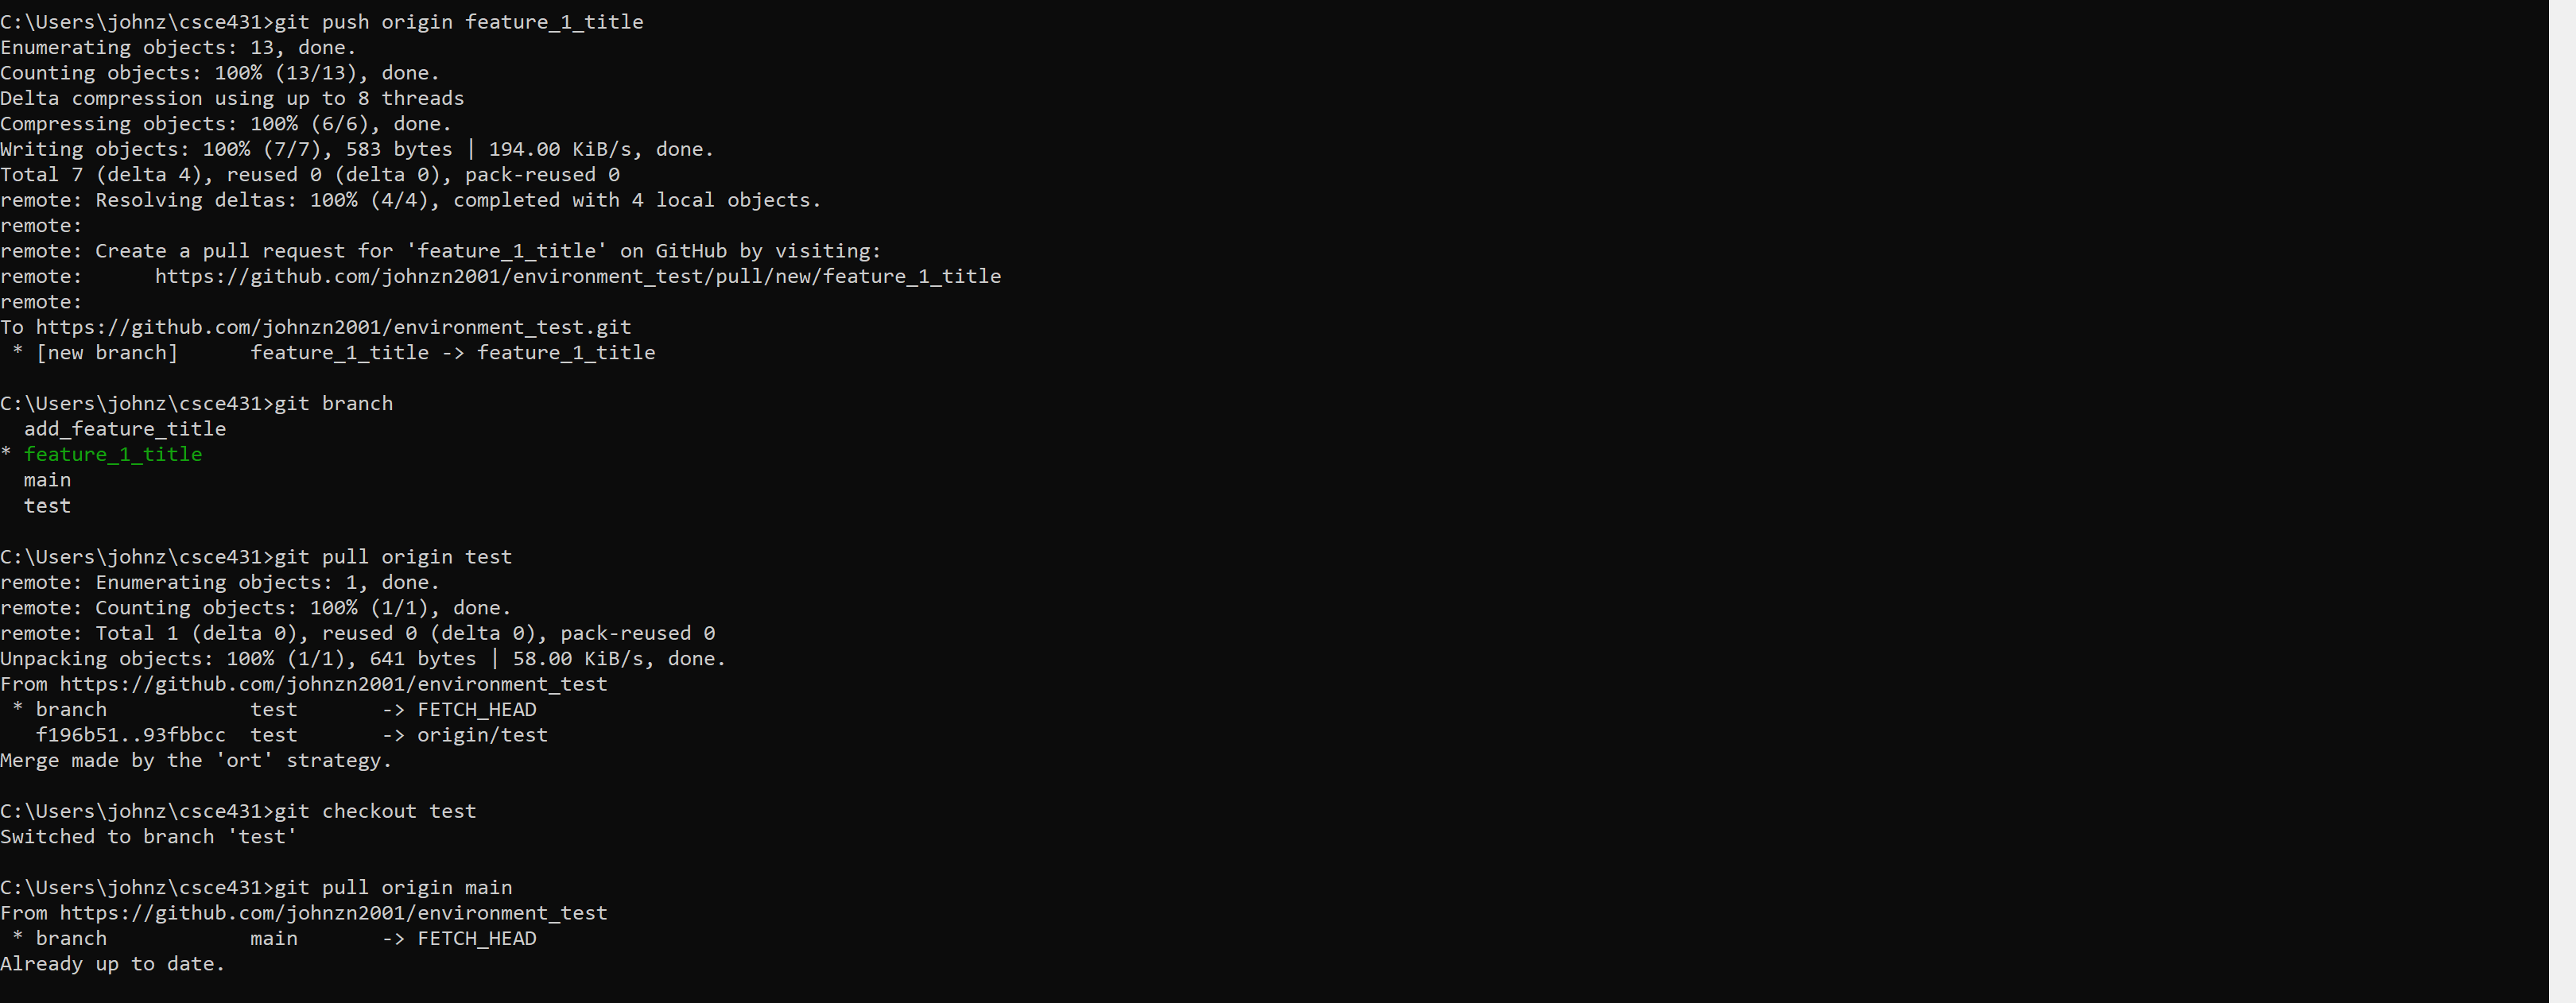 C:\Users\johnz\csce431>git push origin feature_1_title
Enumerating objects: 13, done.
Counting objects: 100% (13/13), done.
Delta compression using up to 8 threads
Compressing objects: 100% (6/6), done.
Writing objects: 100% (7/7), 583 bytes | 194.00 KiB/s, done.
Total 7 (delta 4), reused 0 (delta 0), pack-reused 0
remote: Resolving deltas: 100% (4/4), completed with 4 local objects.
remote:
remote: Create a pull request for 'feature_1_title' on GitHub by visiting:
remote:      https://github.com/johnzn2001/environment_test/pull/new/feature_1_title
remote:
To https://github.com/johnzn2001/environment_test.git
 * [new branch]      feature_1_title -> feature_1_title

C:\Users\johnz\csce431>git branch
  add_feature_title
* feature_1_title
  main
  test

C:\Users\johnz\csce431>git pull origin test
remote: Enumerating objects: 1, done.
remote: Counting objects: 100% (1/1), done.
remote: Total 1 (delta 0), reused 0 (delta 0), pack-reused 0
Unpacking objects: 100% (1/1), 641 bytes | 58.00 KiB/s, done.
From https://github.com/johnzn2001/environment_test
 * branch            test       -> FETCH_HEAD
   f196b51..93fbbcc  test       -> origin/test
Merge made by the 'ort' strategy.

C:\Users\johnz\csce431>git checkout test
Switched to branch 'test'

C:\Users\johnz\csce431>git pull origin main
From https://github.com/johnzn2001/environment_test
 * branch            main       -> FETCH_HEAD
Already up to date.